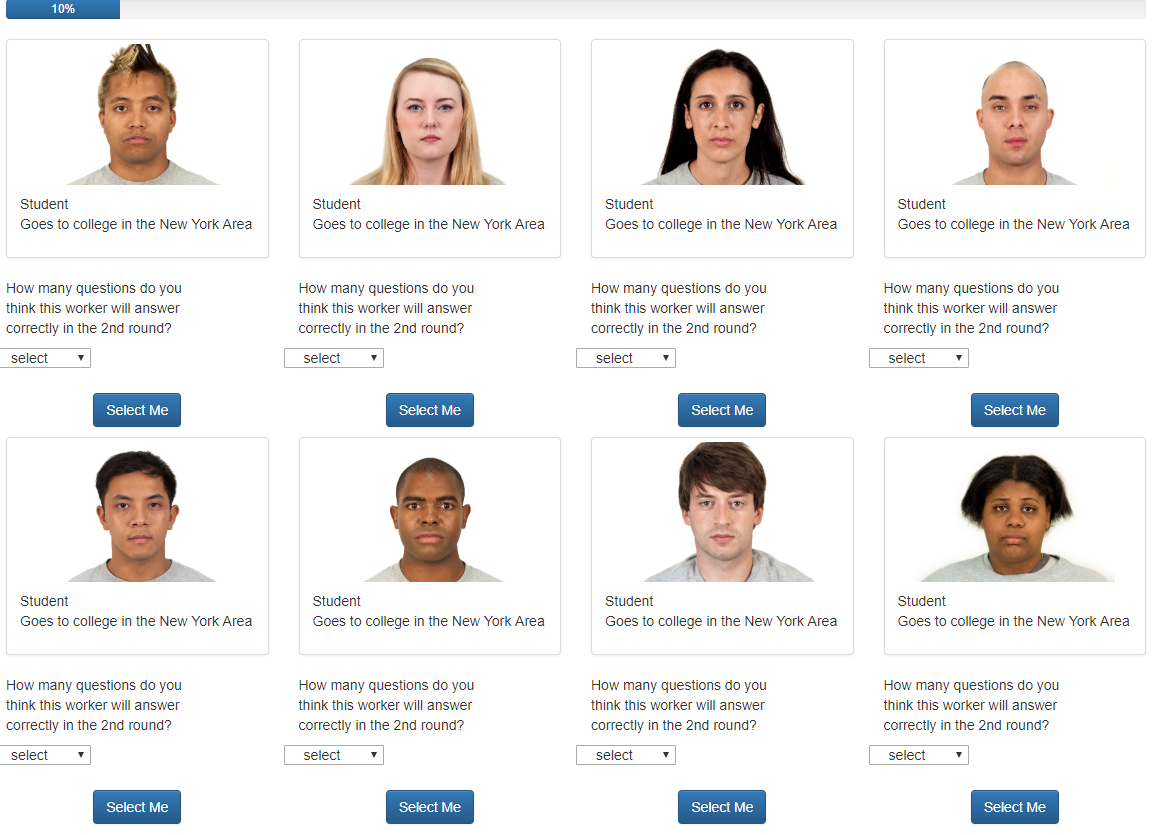 10%
Student
Goes to college in the New York Area
Student
Goes to college in the New York Area
Student
Goes to college in the New York Area
Student
Goes to college in the New York Area
How many questions do you
think this worker will answer
correctly in the 2nd round?
How many questions do you
think this worker will answer
correctly in the 2nd round?
How many questions do you
think this worker will answer
correctly in the 2nd round?
How many questions do you
think this worker will answer
correctly in the 2nd round?
select
select
select
select
Select Me
Select Me
Select Me
Select Me
Student
Goes to college in the New York Area
Student
Goes to college in the New York Area
Student
Goes to college in the New York Area
Student
Goes to college in the New York Area
How many questions do you
think this worker will answer
correctly in the 2nd round?
How many questions do you
think this worker will answer
correctly in the 2nd round?
How many questions do you
think this worker will answer
correctly in the 2nd round?
How many questions do you
think this worker will answer
correctly in the 2nd round?
select
select
select
select
Select Me
Select Me
Select Me
Select Me